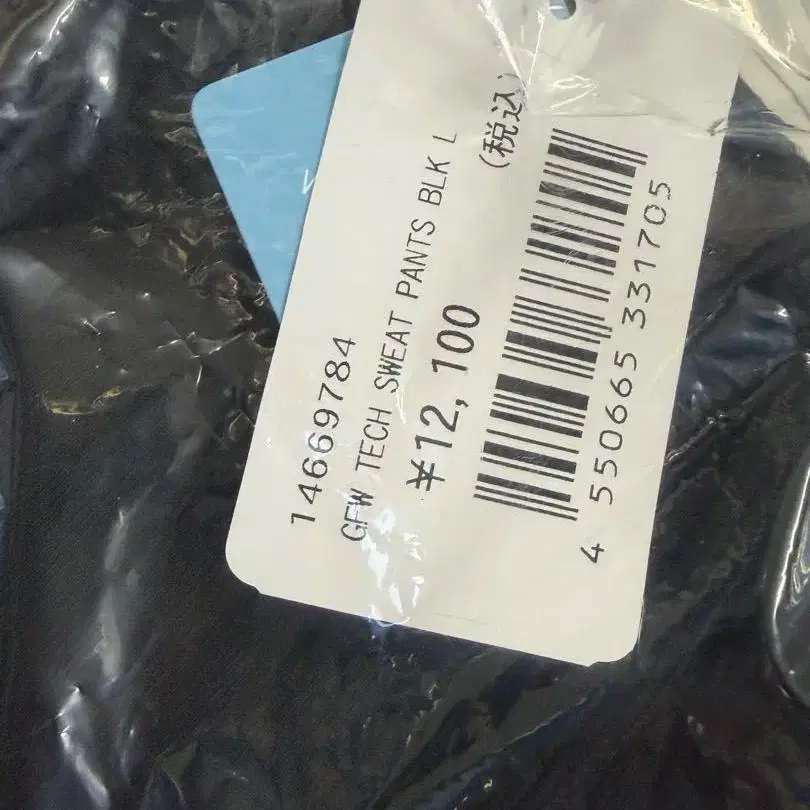 14669784
GFW TECH SWEAT PANTS BLK L
¥12,100
(税込)
4 550665 331705